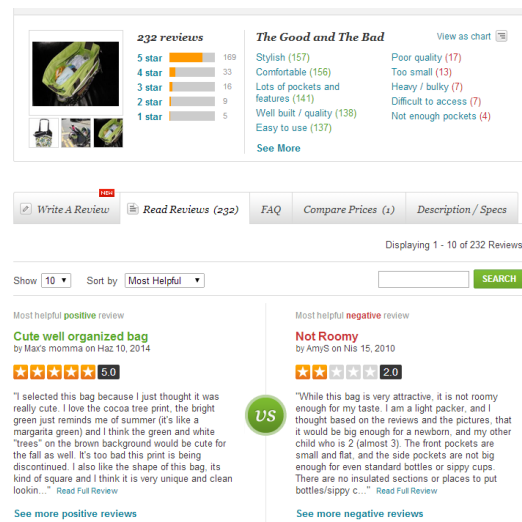 232 reviews
5 star 169
4 star 33
3 star 16
2 star 9
1 star 5
The Good and The Bad
View as chart
Stylish (157)
Comfortable (156)
Lots of pockets and
features (141)
Well built / quality (138)
Easy to use (137)
See More
Poor quality (17)
Too small (13)
Heavy / bulky (7)
Difficult to access (7)
Not enough pockets (4)
NEW
Write A Review
Read Reviews (232)
FAQ
Compare Prices (1)
Description / Specs
Displaying 1 - 10 of 232 Reviews
Show 10 Sort by Most Helpful
SEARCH
Most helpful positive review
Cute well organized bag
by Max's momma on Haz 10, 2014
5.0
"I selected this bag because I just thought it was
really cute. I love the cocoa tree print, the bright
green just reminds me of summer (it's like a
margarita green) and I think the green and white
"trees" on the brown background would be cute for
the fall as well. It's too bad this print is being
discontinued. I also like the shape of this bag, its
kind of square and I think it is very unique and clean
lookin..." Read Full Review
See more positive reviews
vs
Most helpful negative review
Not Roomy
by AmyS on Nis 15, 2010
2.0
"While this bag is very attractive, it is not roomy
enough for my taste. I am a light packer, and I
thought based on the reviews and the pictures, that
it would be big enough for a newborn, and my other
child who is 2 (almost 3). The front pockets are
small and flat, and the side pockets are not big
enough for even standard bottles or sippy cups.
There are no insulated sections or places to put
bottles/sippy c..." Read Full Review
See more negative reviews